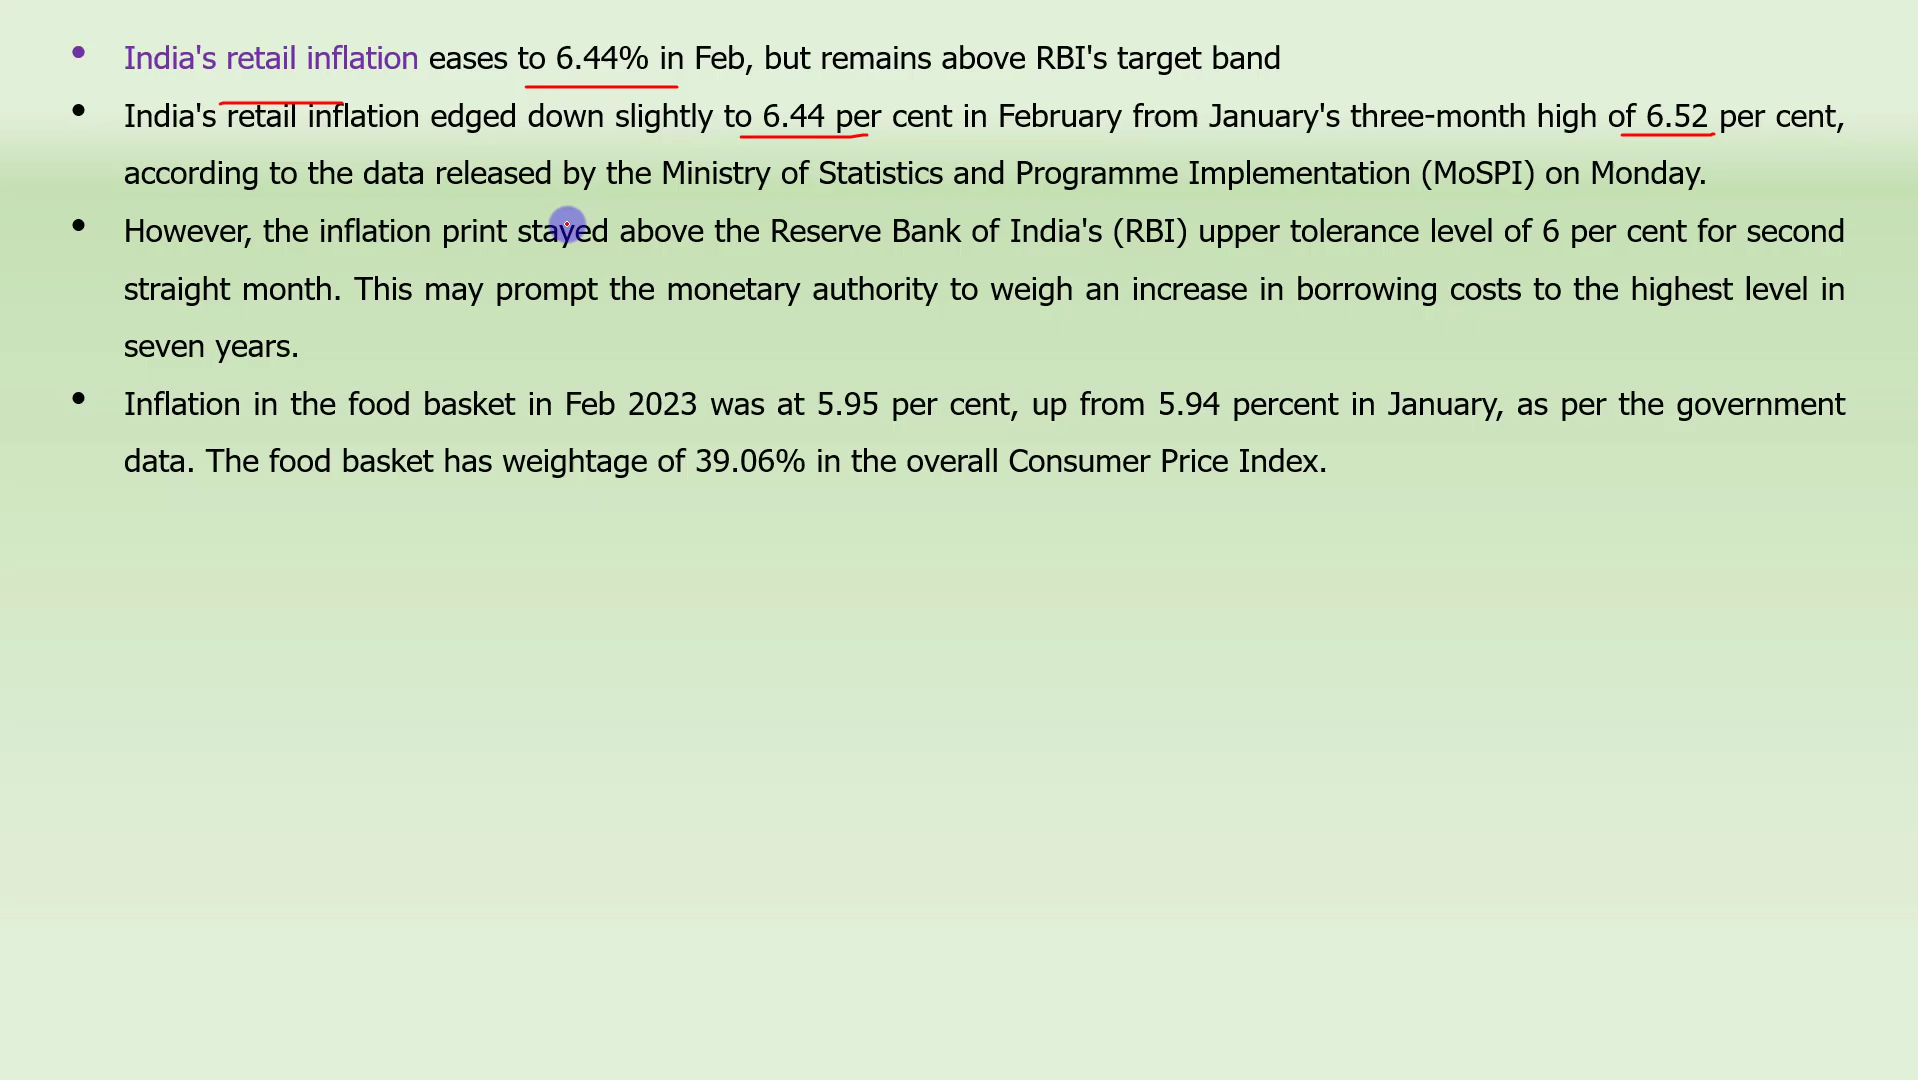 • India's retail inflation eases to 6.44% in Feb, but remains above RBI's target band
• India's retail inflation edged down slightly to 6.44 per cent in February from January's three-month high of 6.52 per cent,
according to the data released by the Ministry of Statistics and Programme Implementation (MoSPI) on Monday.
• However, the inflation print stayed above the Reserve Bank of India's (RBI) upper tolerance level of 6 per cent for second
straight month. This may prompt the monetary authority to weigh an increase in borrowing costs to the highest level in
seven years.
• Inflation in the food basket in Feb 2023 was at 5.95 per cent, up from 5.94 percent in January, as per the government
data. The food basket has weightage of 39.06% in the overall Consumer Price Index.